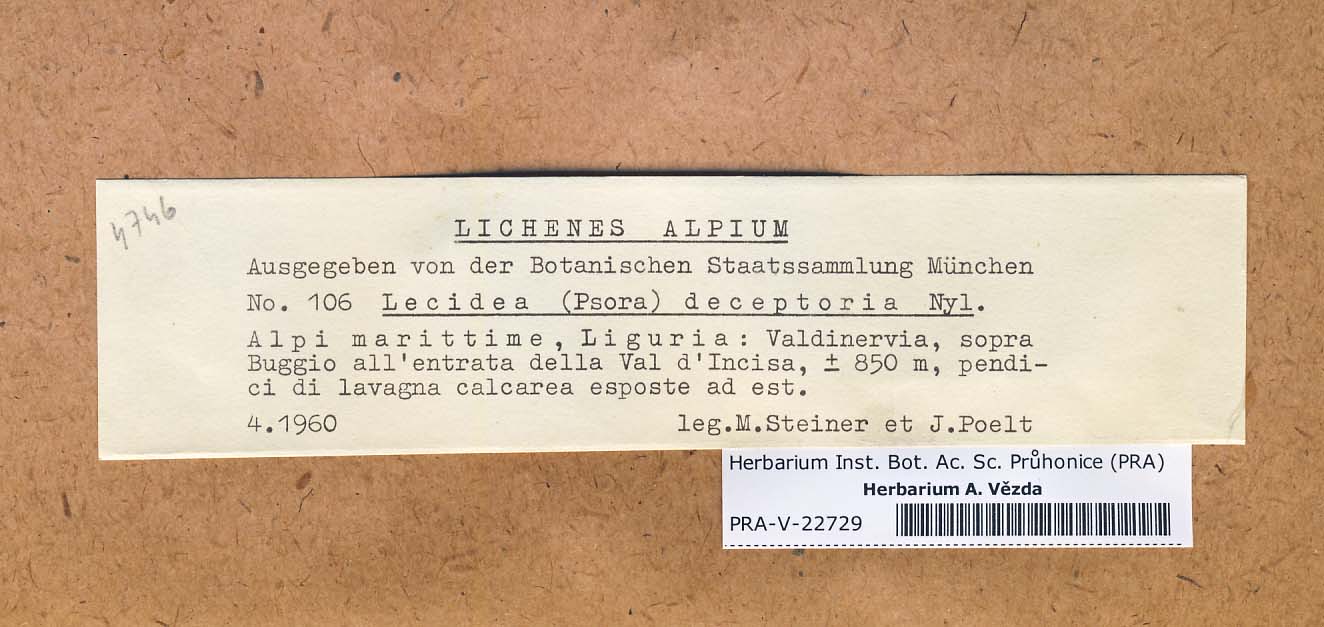 4746
LICHENES ALPIUM
Ausgegeben von der Botanischen Staatssammlung München
No. 106 Lecidea (Psora) deceptoria Nyl.
Alpi marittime, Liguria: Valdinervia, sopra
Buggio all'entrata della Val d'Incisa, ± 850 m, pendi-
ci di lavagna calcarea esposte ad est.
4.1960 leg.M.Steiner et J.Poelt
Herbarium Inst. Bot. Ac. Sc. Průhonice (PRA)
Herbarium A. Vězda
PRA-V-22729